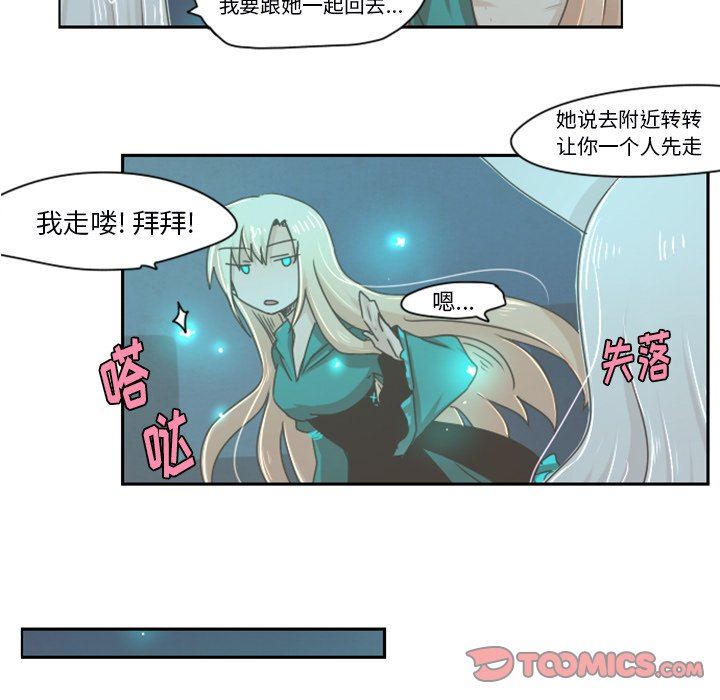 我要跟她一起回去...
她说去附近转转
让你一个人先走
我走喽! 拜拜!
嗯...
嗒
哒
失落
TOOMICS.COM